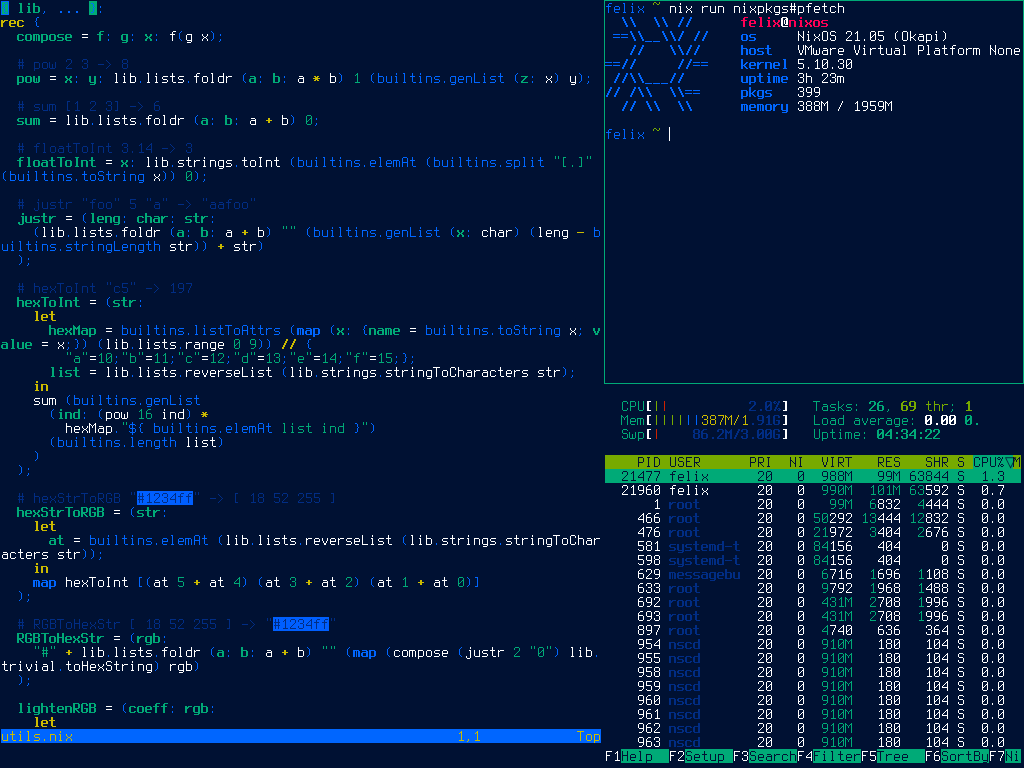 { lib, ... }:
rec {
  compose = f: g: x: f(g x);

  # pow 2 3 -> 8
  pow = x: y: lib.lists.foldr (a: b: a * b) 1 (builtins.genList (z: x) y);

  # sum [1 2 3] -> 6
  sum = lib.lists.foldr (a: b: a + b) 0;

  # floatToInt 3.14 -> 3
  floatToInt = x: lib.strings.toInt (builtins.elemAt (builtins.split "[.]"
(builtins.toString x)) 0);

  # justr "foo" 5 "a" -> "aafoo"
  justr = (leng: char: str:
    (lib.lists.foldr (a: b: a + b) "" (builtins.genList (x: char) (leng - b
uiltins.stringLength str)) + str)
  );

  # hexToInt "c5" -> 197
  hexToInt = (str:
    let
      hexMap = builtins.listToAttrs (map (x: {name = builtins.toString x; v
alue = x;}) (lib.lists.range 0 9)) // {
        "a"=10;"b"=11;"c"=12;"d"=13;"e"=14;"f"=15;};
      list = lib.lists.reverseList (lib.strings.stringToCharacters str);
    in
    sum (builtins.genList
      (ind: (pow 16 ind) *
        hexMap."${ builtins.elemAt list ind }")
      (builtins.length list)
    )
  );

  # hexStrToRGB "#1234ff" -> [ 18 52 255 ]
  hexStrToRGB = (str:
    let
      at = builtins.elemAt (lib.lists.reverseList (lib.strings.stringToChar
acters str));
    in
    map hexToInt [(at 5 + at 4) (at 3 + at 2) (at 1 + at 0)]
  );

  # RGBToHexStr [ 18 52 255 ] -> "#1234ff"
  RGBToHexStr = (rgb:
    "#" + lib.lists.foldr (a: b: a + b) "" (map (compose (justr 2 "0") lib.
trivial.toHexString) rgb)
  );

  lightenRGB = (coeff: rgb:
    let
utils.nix 1,1 Top
felix ~ nix run nixpkgs#pfetch
  \\  \\ //      felix@nixos
 ==\\__\\/ //    os     NixOS 21.05 (Okapi)
   //   \\//     host   VMware Virtual Platform None
==//     //==    kernel 5.10.30
 //\\___//       uptime 3h 23m
// /\\  \\==     pkgs   399
  // \\  \\      memory 388M / 1959M

felix ~
CPU[|| 2.0%] Tasks: 26, 69 thr; 1
Mem[||||||387M/1.91G] Load average: 0.00 0.
Swp[| 86.2M/3.00G] Uptime: 04:34:22
PID USER PRI NI VIRT RES SHR S CPU%▽M
21477 felix 20 0 988M 99M 63844 S 1.3
21960 felix 20 0 990M 101M 63592 S 0.7
1 root 20 0 99M 6832 4444 S 0.0
466 root 20 0 50292 13444 12832 S 0.0
476 root 20 0 21972 3404 2676 S 0.0
581 systemd-t 20 0 84156 404 0 S 0.0
598 systemd-t 20 0 84156 404 0 S 0.0
629 messagebu 20 0 6716 1696 1108 S 0.0
633 root 20 0 9792 1968 1488 S 0.0
692 root 20 0 431M 2708 1996 S 0.0
693 root 20 0 431M 2708 1996 S 0.0
897 root 20 0 4740 636 364 S 0.0
954 nscd 20 0 910M 180 104 S 0.0
955 nscd 20 0 910M 180 104 S 0.0
958 nscd 20 0 910M 180 104 S 0.0
959 nscd 20 0 910M 180 104 S 0.0
960 nscd 20 0 910M 180 104 S 0.0
961 nscd 20 0 910M 180 104 S 0.0
962 nscd 20 0 910M 180 104 S 0.0
963 nscd 20 0 910M 180 104 S 0.0
F1Help F2Setup F3SearchF4FilterF5Tree F6SortByF7Ni